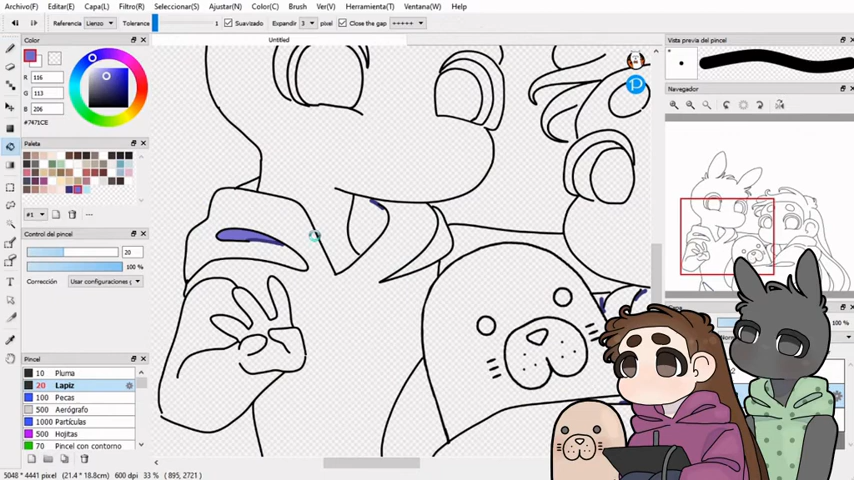 Archivo(F) Editar(E) Capa(L) Filtro(R) Seleccionar(S) Ajustar(N) Color(C) Brush Ver(V) Herramienta(T) Ventana(W) Help
Referencia Lienzo Tolerance 1 Suavizado Expandir 3 pixel Close the gap +++++
Untitled
Color
R 116
G 113
B 206
#7471CE
Paleta
#1
Control del pincel
20
100 %
Corrección Usar configuraciones g
Pincel
10 Pluma
20 Lapiz
100 Pecas
500 Aerógrafo
1000 Partículas
500 Hojitas
70 Pincel con contorno
5048 * 4441 pixel (21.4 * 18.8cm) 600 dpi 33 % ( 895, 2721)
Vista previa del pincel
Navegador
100 %
P